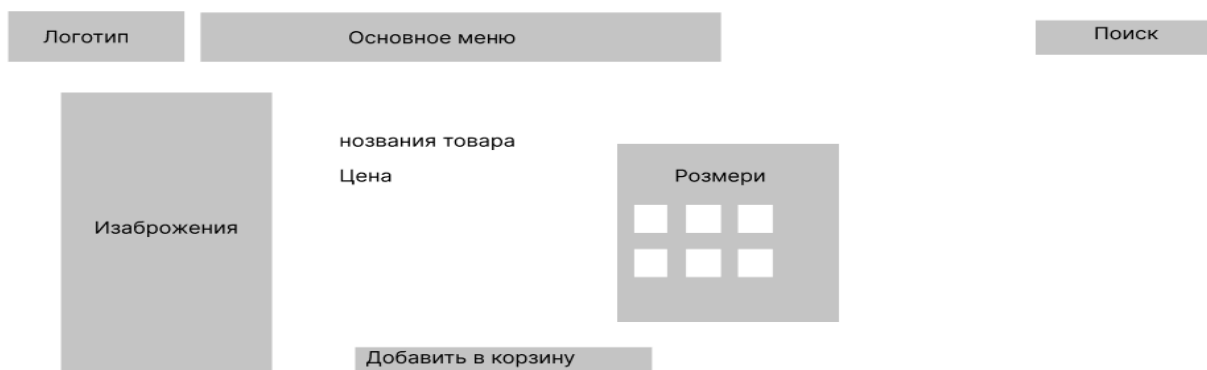 Логотип
Основное меню
Поиск
нозвания товара
Цена
Розмери
Изаброжения
Добавить в корзину